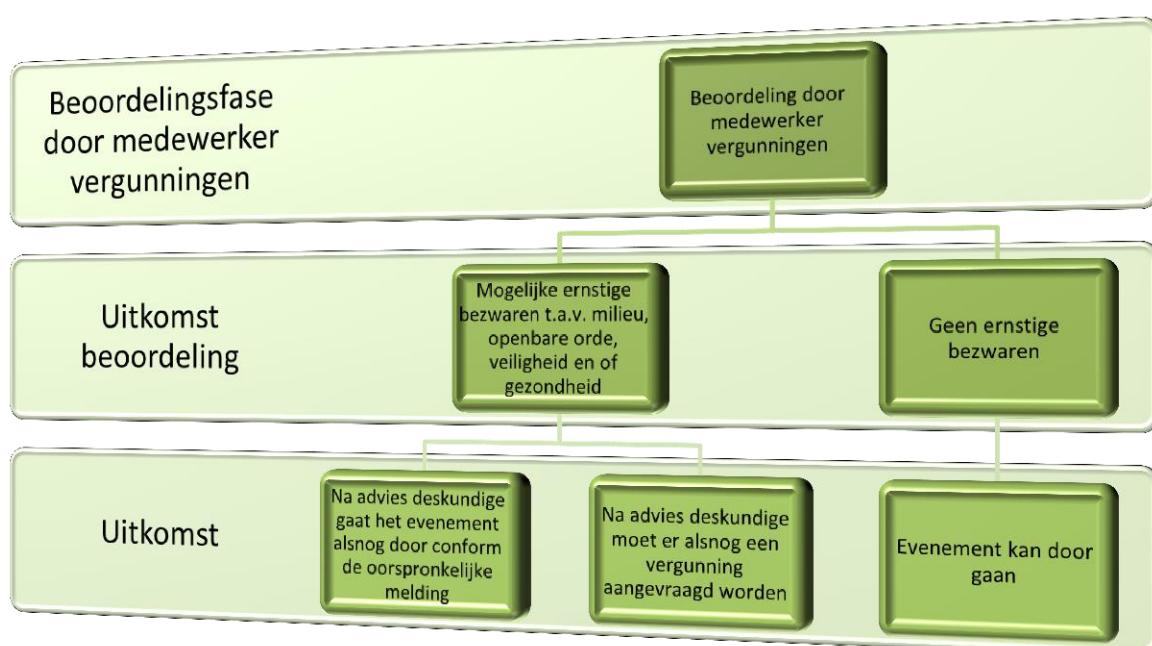 Beoordelingsfase
door medewerker
vergunningen
Beoordeling door
medewerker
vergunningen
Uitkomst
beoordeling
Mogelijke ernstige
bezwaren t.a.v. milieu,
openbare orde,
veiligheid en of
gezondheid
Geen ernstige
bezwaren
Uitkomst
Na advies deskundige
gaat het evenement
alsnog door conform
de oorspronkelijke
melding
Na advies deskundige
moet er alsnog een
vergunning
aangevraagd worden
Evenement kan door
gaan